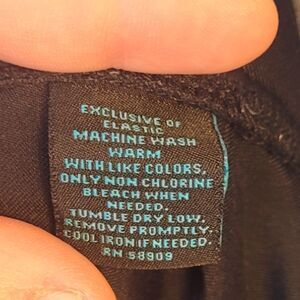 EXCLUSIVE OF
ELASTIC
MACHINE WASH
WARM
WITH LIKE COLORS,
ONLY NON CHLORINE
BLEACH WHEN
NEEDED.
TUMBLE DRY LOW,
REMOVE PROMPTLY.
COOL IRON IF NEEDED.
RN 58909